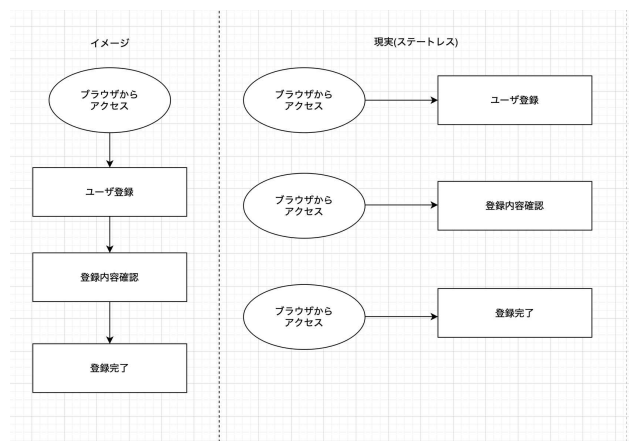 イメージ
ブラウザから
アクセス
ユーザ登録
登録内容確認
登録完了
現実(ステートレス)
ブラウザから
アクセス
ユーザ登録
ブラウザから
アクセス
登録内容確認
ブラウザから
アクセス
登録完了